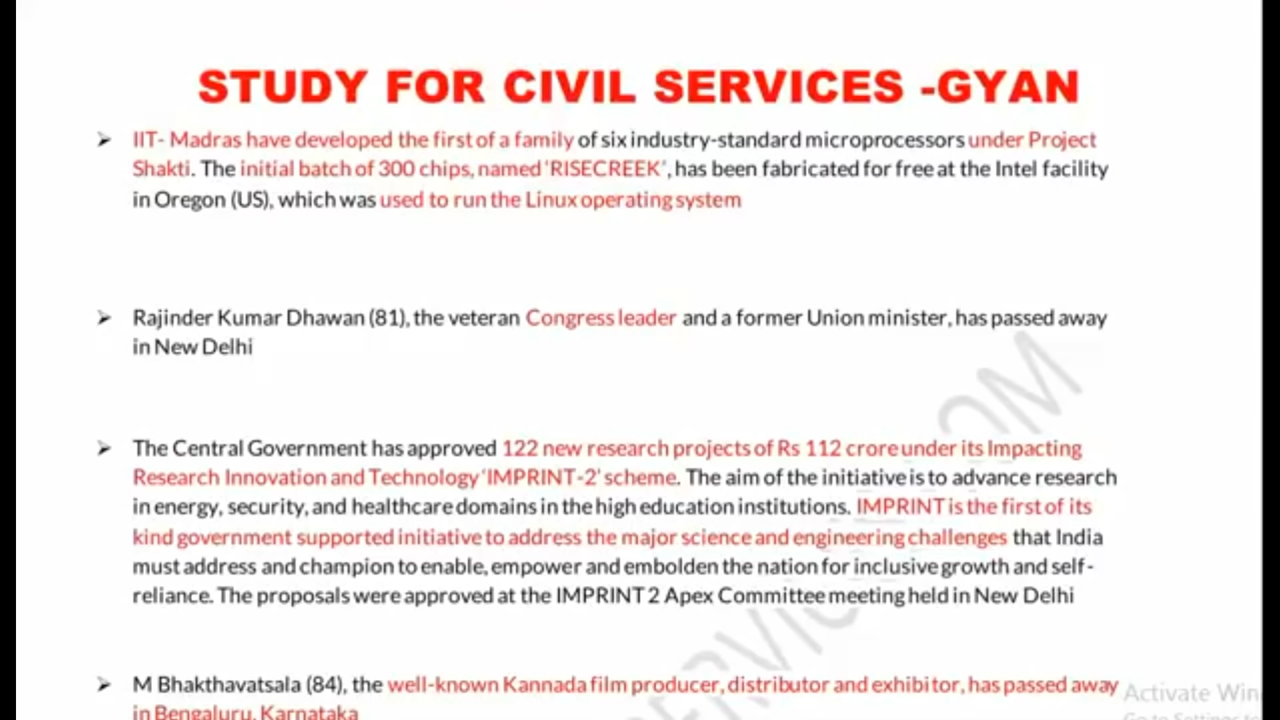 STUDY FOR CIVIL SERVICES -GYAN
➢ IIT- Madras have developed the first of a family of six industry-standard microprocessors under Project
Shakti. The initial batch of 300 chips, named 'RISECREEK', has been fabricated for free at the Intel facility
in Oregon (US), which was used to run the Linux operating system
➢ Rajinder Kumar Dhawan (81), the veteran Congress leader and a former Union minister, has passed away
in New Delhi
➢ The Central Government has approved 122 new research projects of Rs 112 crore under its Impacting
Research Innovation and Technology 'IMPRINT-2' scheme. The aim of the initiative is to advance research
in energy, security, and healthcare domains in the high education institutions. IMPRINT is the first of its
kind government supported initiative to address the major science and engineering challenges that India
must address and champion to enable, empower and embolden the nation for inclusive growth and self-
reliance. The proposals were approved at the IMPRINT 2 Apex Committee meeting held in New Delhi
➢ M Bhakthavatsala (84), the well-known Kannada film producer, distributor and exhibitor, has passed away
in Bengaluru, Karnataka
Activate Win